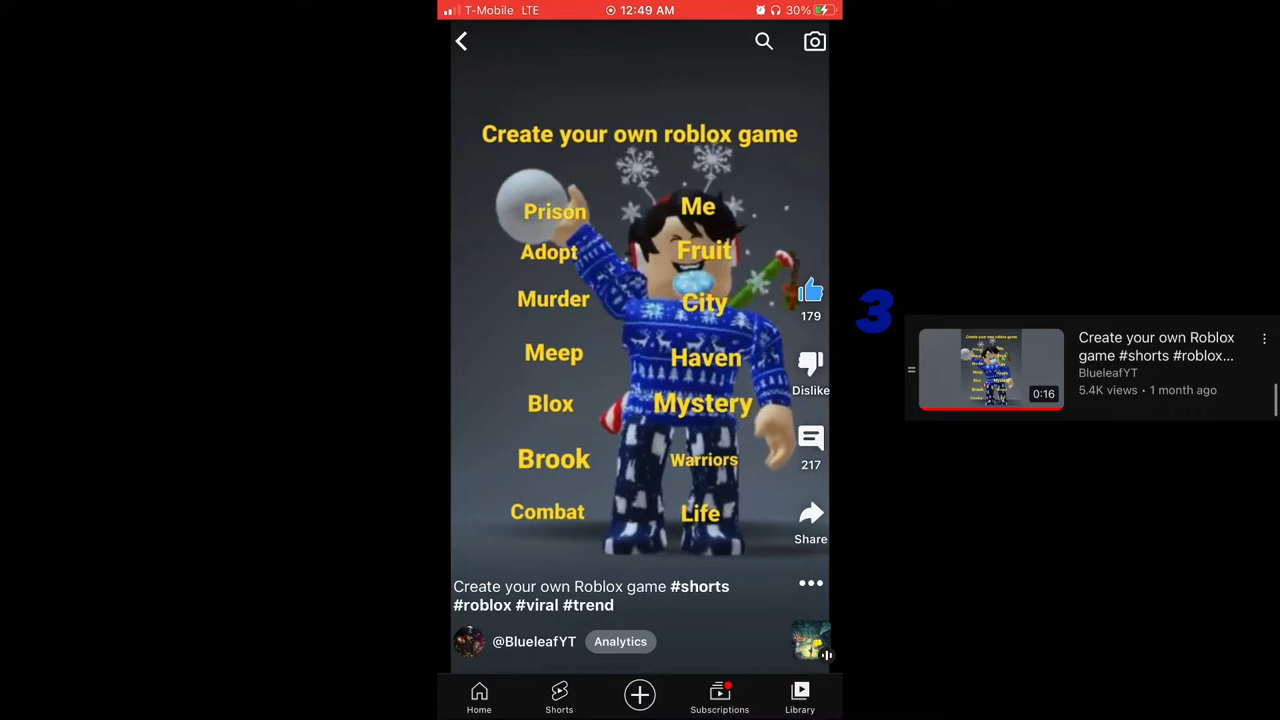 T-Mobile LTE
12:49 AM
30%
Create your own roblox game
Prison Me
Adopt Fruit
Murder City
Meep Haven
Blox Mystery
Brook Warriors
Combat Life
179
Dislike
217
Share
Create your own Roblox game #shorts
#roblox #viral #trend
@BlueleafYT Analytics
Home Shorts Subscriptions Library
3
Create your own Roblox
game #shorts #roblox...
BlueleafYT
5.4K views • 1 month ago
0:16